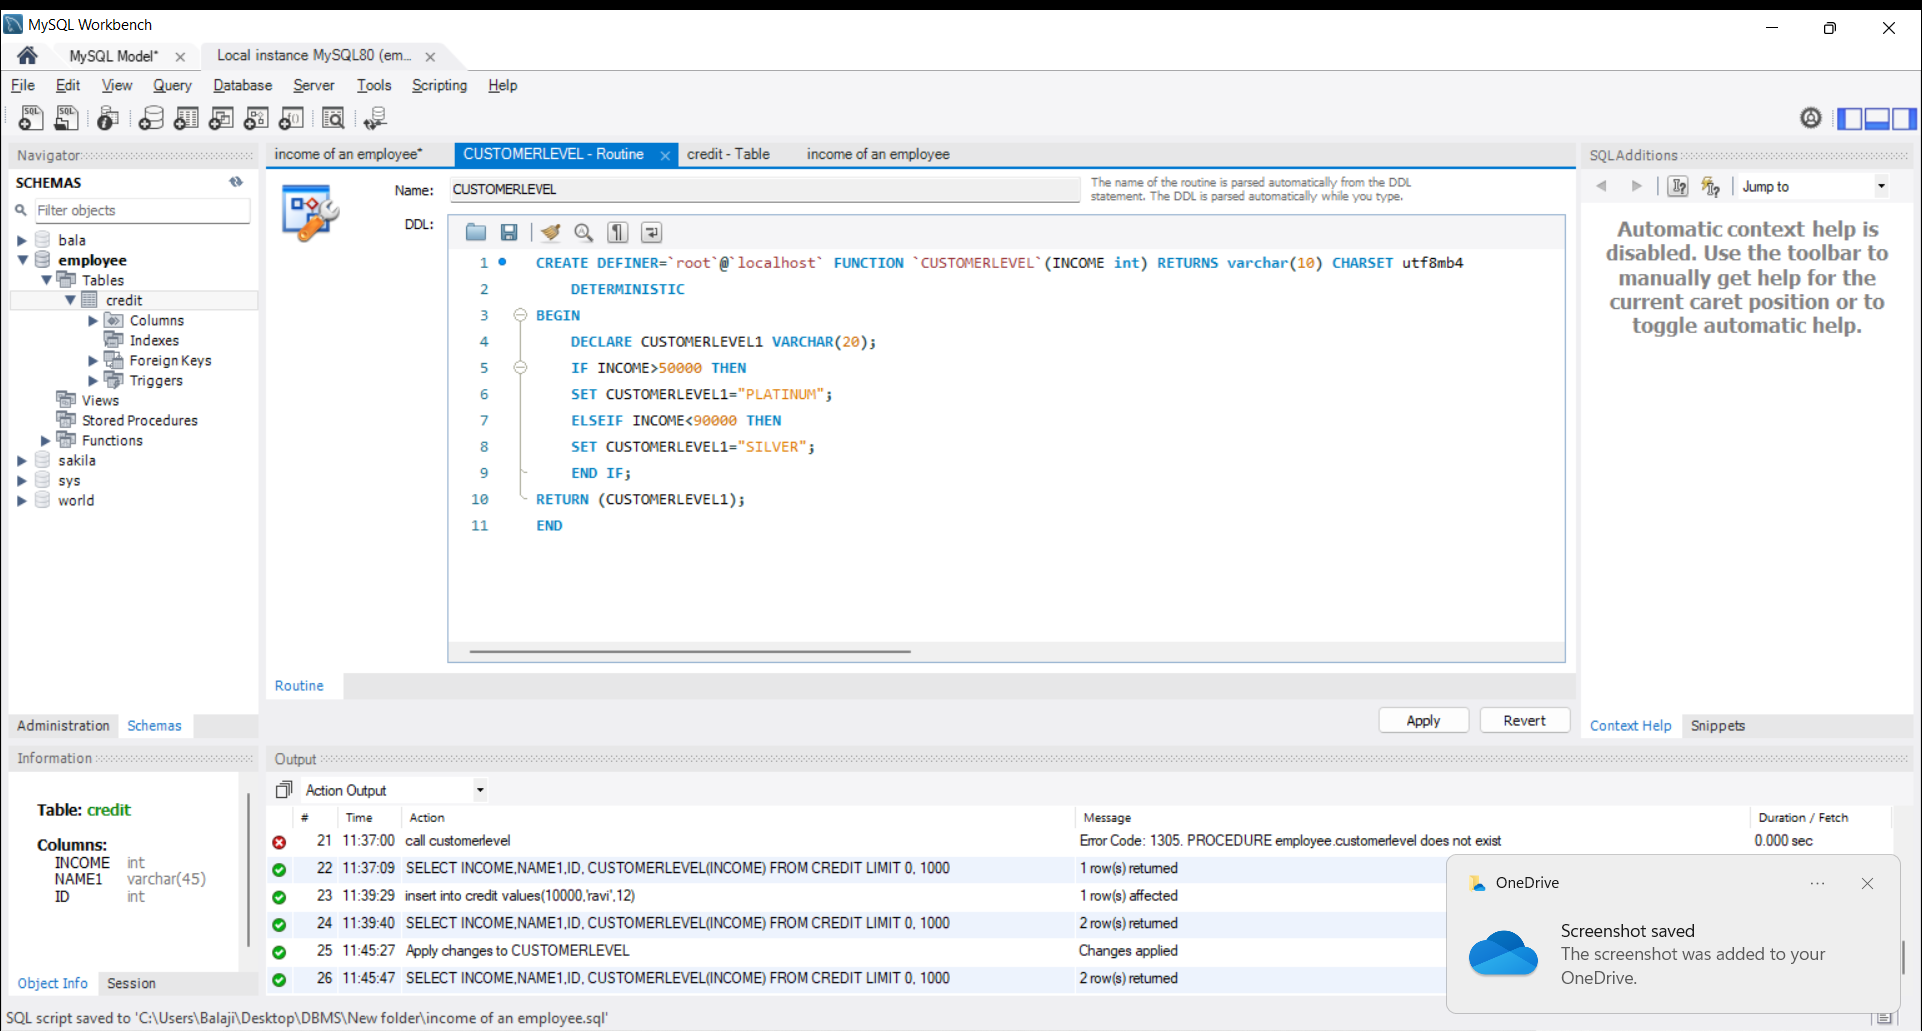 MySQL Workbench
MySQL Model*
Local instance MySQL80 (em...
File Edit View Query Database Server Tools Scripting Help
Navigator
SCHEMAS
Filter objects
bala
employee
Tables
credit
Columns
Indexes
Foreign Keys
Triggers
Views
Stored Procedures
Functions
sakila
sys
world
Administration Schemas
Information
Table: credit
Columns:
INCOME int
NAME1 varchar(45)
ID int
Object Info Session
income of an employee* CUSTOMERLEVEL - Routine credit - Table income of an employee
Name: CUSTOMERLEVEL
The name of the routine is parsed automatically from the DDL
statement. The DDL is parsed automatically while you type.
DDL:
1 CREATE DEFINER=`root`@`localhost` FUNCTION `CUSTOMERLEVEL`(INCOME int) RETURNS varchar(10) CHARSET utf8mb4
2 DETERMINISTIC
3 BEGIN
4 DECLARE CUSTOMERLEVEL1 VARCHAR(20);
5 IF INCOME>50000 THEN
6 SET CUSTOMERLEVEL1="PLATINUM";
7 ELSEIF INCOME<90000 THEN
8 SET CUSTOMERLEVEL1="SILVER";
9 END IF;
10 RETURN (CUSTOMERLEVEL1);
11 END
Routine
Apply Revert
SQLAdditions
Jump to
Automatic context help is
disabled. Use the toolbar to
manually get help for the
current caret position or to
toggle automatic help.
Context Help Snippets
Output
Action Output
# Time Action Message Duration / Fetch
21 11:37:00 call customerlevel Error Code: 1305. PROCEDURE employee.customerlevel does not exist 0.000 sec
22 11:37:09 SELECT INCOME,NAME1,ID, CUSTOMERLEVEL(INCOME) FROM CREDIT LIMIT 0, 1000 1 row(s) returned
23 11:39:29 insert into credit values(10000,'ravi',12) 1 row(s) affected
24 11:39:40 SELECT INCOME,NAME1,ID, CUSTOMERLEVEL(INCOME) FROM CREDIT LIMIT 0, 1000 2 row(s) returned
25 11:45:27 Apply changes to CUSTOMERLEVEL Changes applied
26 11:45:47 SELECT INCOME,NAME1,ID, CUSTOMERLEVEL(INCOME) FROM CREDIT LIMIT 0, 1000 2 row(s) returned
OneDrive
Screenshot saved
The screenshot was added to your
OneDrive.
SQL script saved to 'C:\Users\Balaji\Desktop\DBMS\New folder\income of an employee.sql'